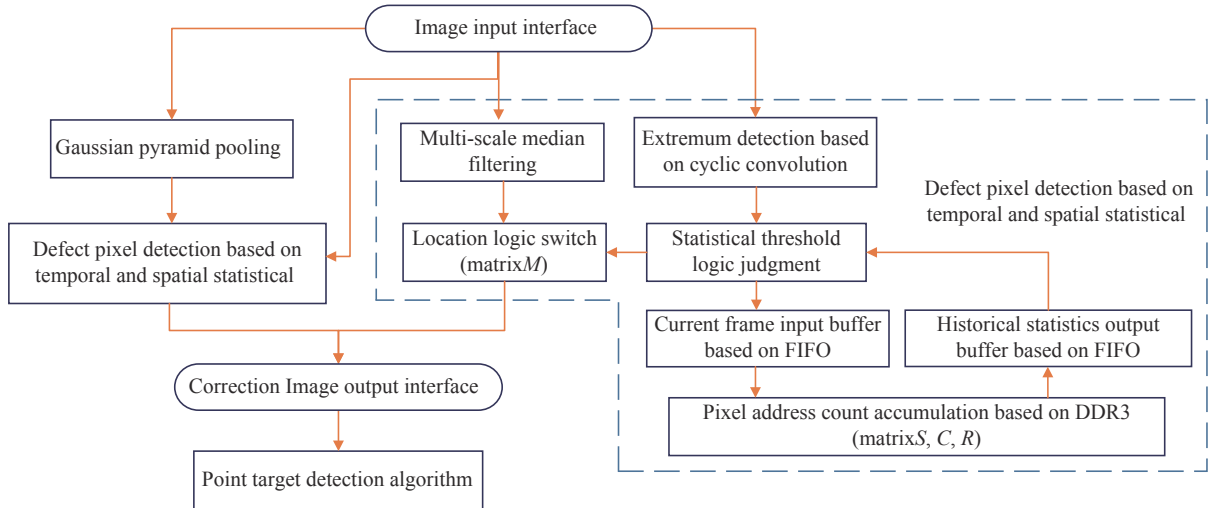 Image input interface
Gaussian pyramid pooling
Multi-scale median
filtering
Extremum detection based
on cyclic convolution
Defect pixel detection based on
temporal and spatial statistical
Defect pixel detection based on
temporal and spatial statistical
Location logic switch
(matrixM)
Statistical threshold
logic judgment
Current frame input buffer
based on FIFO
Historical statistics output
buffer based on FIFO
Correction Image output interface
Pixel address count accumulation based on DDR3
(matrixS, C, R)
Point target detection algorithm